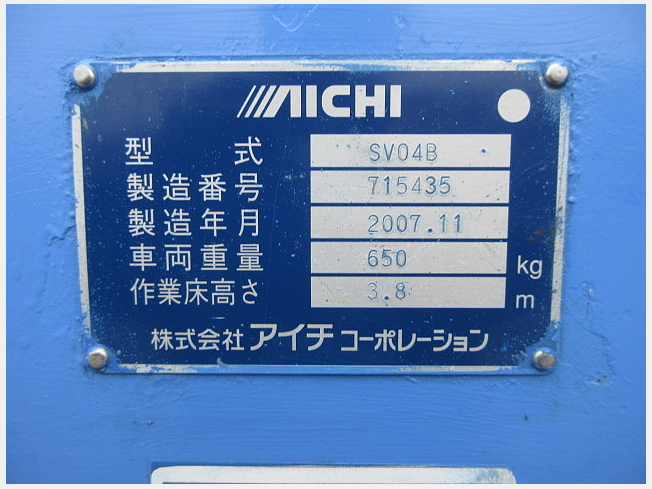 AICHI
型式 SV04B
製造番号 715435
製造年月 2007.11
車両重量 650 kg
作業床高さ 3.8 m
株式会社アイチコーポレーション